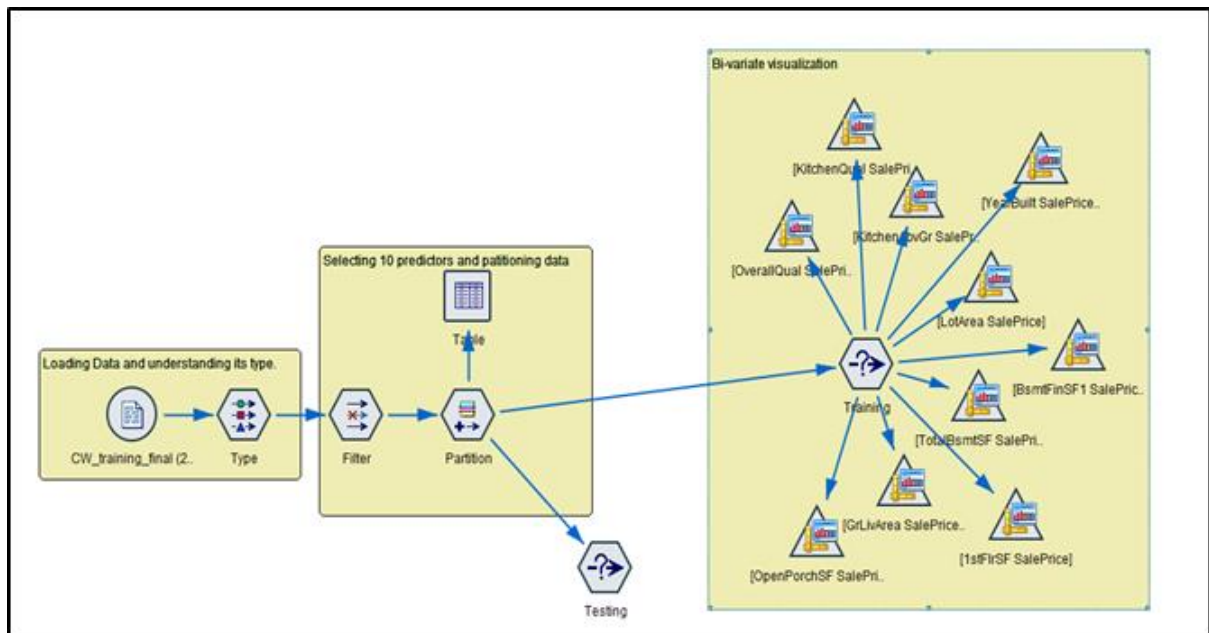 Bi-variate visualization
[KitchenQual SalePri..
[YearBuilt SalePrice..
[KitchenAbvGr SalePr..
[OverallQual SalePri..
Selecting 10 predictors and patitioning data
[LotArea SalePrice]
Table
Loading Data and understanding its type.
[BsmtFinSF1 SalePric..
Training
[TotalBsmtSF SalePri..
CW_training_final (2..
Type
Filter
Partition
[GrLivArea SalePrice..
[1stFlrSF SalePrice]
[OpenPorchSF SalePri..
Testing